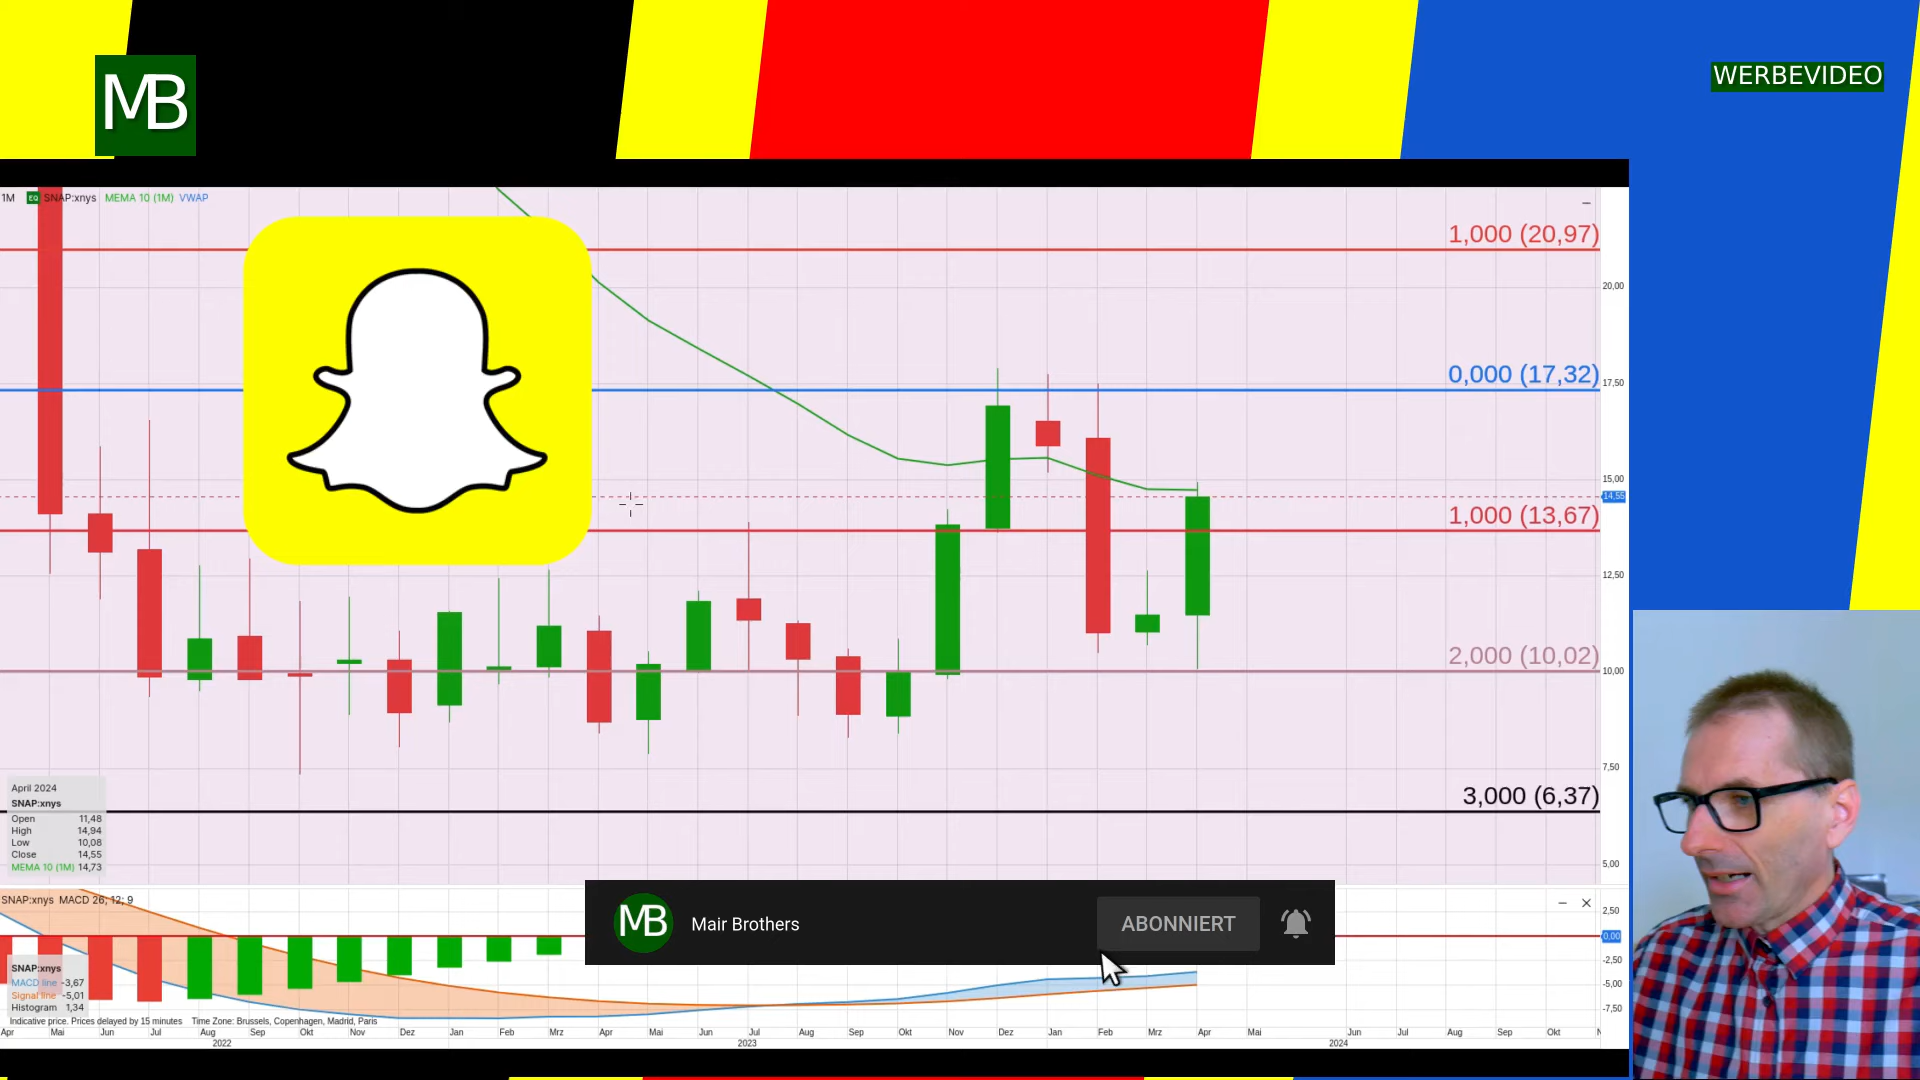 MB
WERBEVIDEO
1M EQ SNAP:xnys MEMA 10 (1M) VWAP
1,000 (20,97)
20,00
0,000 (17,32)
17,50
15,00
14,55
1,000 (13,67)
12,50
2,000 (10,02)
10,00
7,50
3,000 (6,37)
5,00
April 2024
SNAP:xnys
Open 11,48
High 14,94
Low 10,08
Close 14,55
MEMA 10 (1M) 14,73
SNAP:xnys MACD 26; 12; 9
2,50
0,00
-2,50
-5,00
-7,50
SNAP:xnys
MACD line -3,67
Signal line -5,01
Histogram 1,34
MB Mair Brothers ABONNIERT
Indicative price. Prices delayed by 15 minutes Time Zone: Brussels, Copenhagen, Madrid, Paris
Apr Mai Jun Jul Aug Sep Okt Nov Dez Jan Feb Mrz Apr Mai Jun Jul Aug Sep Okt Nov Dez Jan Feb Mrz Apr Mai Jun Jul Aug Sep Okt
2022 2023 2024